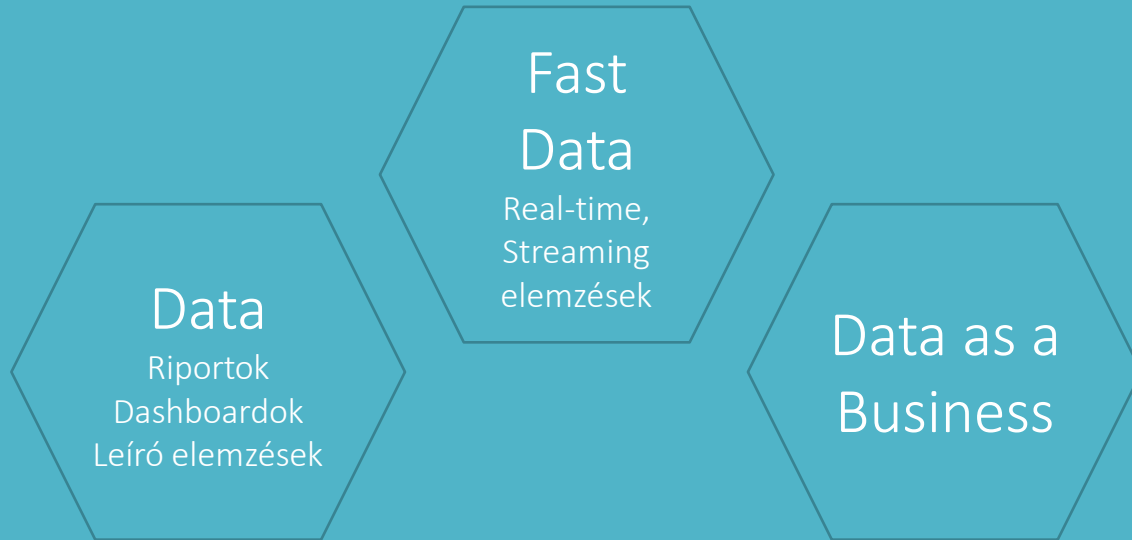 Data
Riportok
Dashboardok
Leíró elemzések
Fast
Data
Real-time,
Streaming
elemzések
Data as a
Business